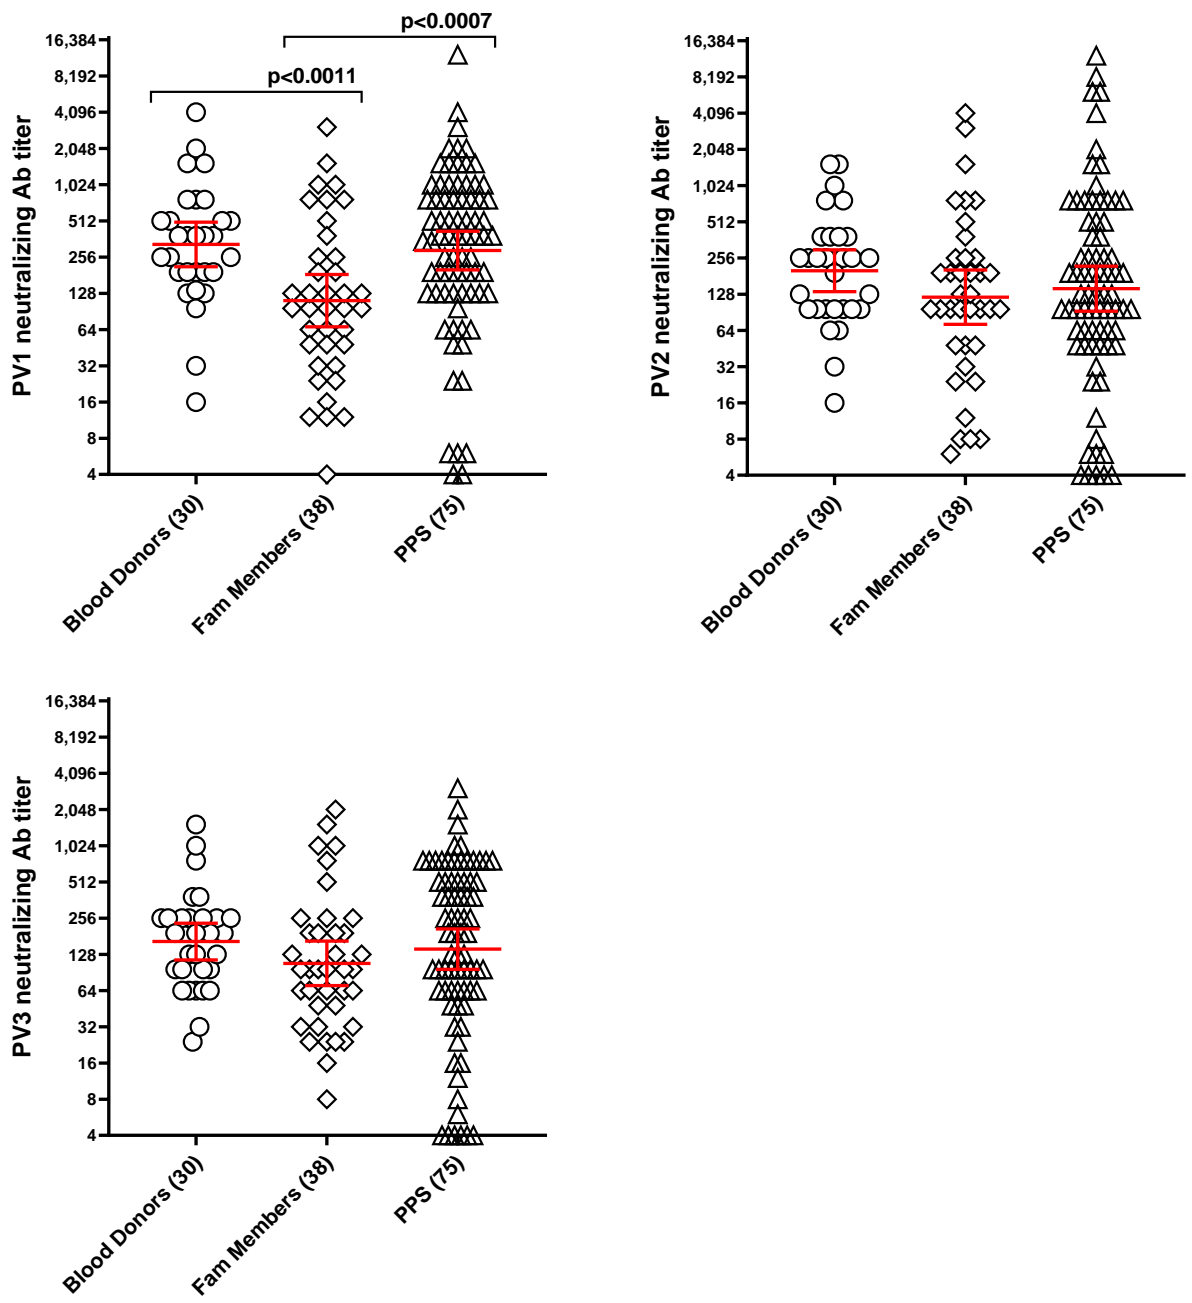 p<0.0007
p<0.0011
PV1 neutralizing Ab titer
16,384
8,192
4,096
2,048
1,024
512
256
128
64
32
16
8
4
Blood Donors (30)
Fam Members (38)
PPS (75)
PV2 neutralizing Ab titer
16,384
8,192
4,096
2,048
1,024
512
256
128
64
32
16
8
4
Blood Donors (30)
Fam Members (38)
PPS (75)
PV3 neutralizing Ab titer
16,384
8,192
4,096
2,048
1,024
512
256
128
64
32
16
8
4
Blood Donors (30)
Fam Members (38)
PPS (75)